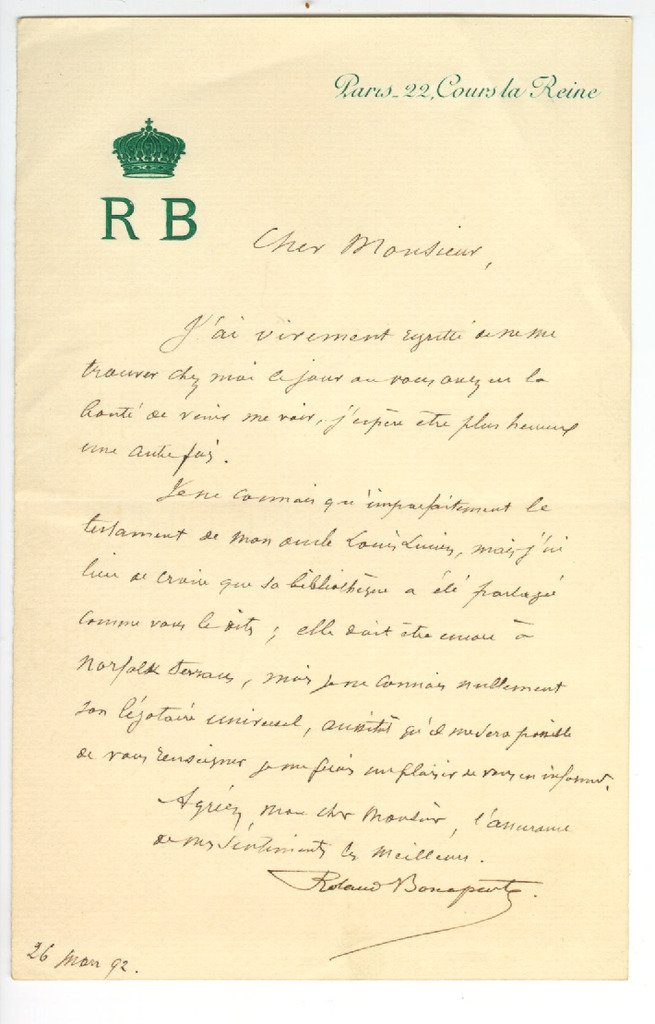 Paris_22, Cours la Reine
R B
Cher Monsieur,
J'ai vivement regretté de ne me
trouver chez moi le jour où vous avez eu la
bonté de venir me voir, j'espère être plus heureux
une autre fois.
Je ne connais qu'imparfaitement le
testament de mon oncle Louis Lucien, mais j'ai
lieu de croire que sa bibliothèque a été partagée
comme vous le dites ; elle doit être encore à
Norfolk Terrace, mais je ne connais nullement
son légataire universel, aussitôt qu'il me sera possible
de vous renseigner je me ferais un plaisir de vous en informer.
Agréez, mon cher Monsieur, l'assurance
de mes sentiments les meilleurs.
Roland Bonaparte.
26 Mars 92.